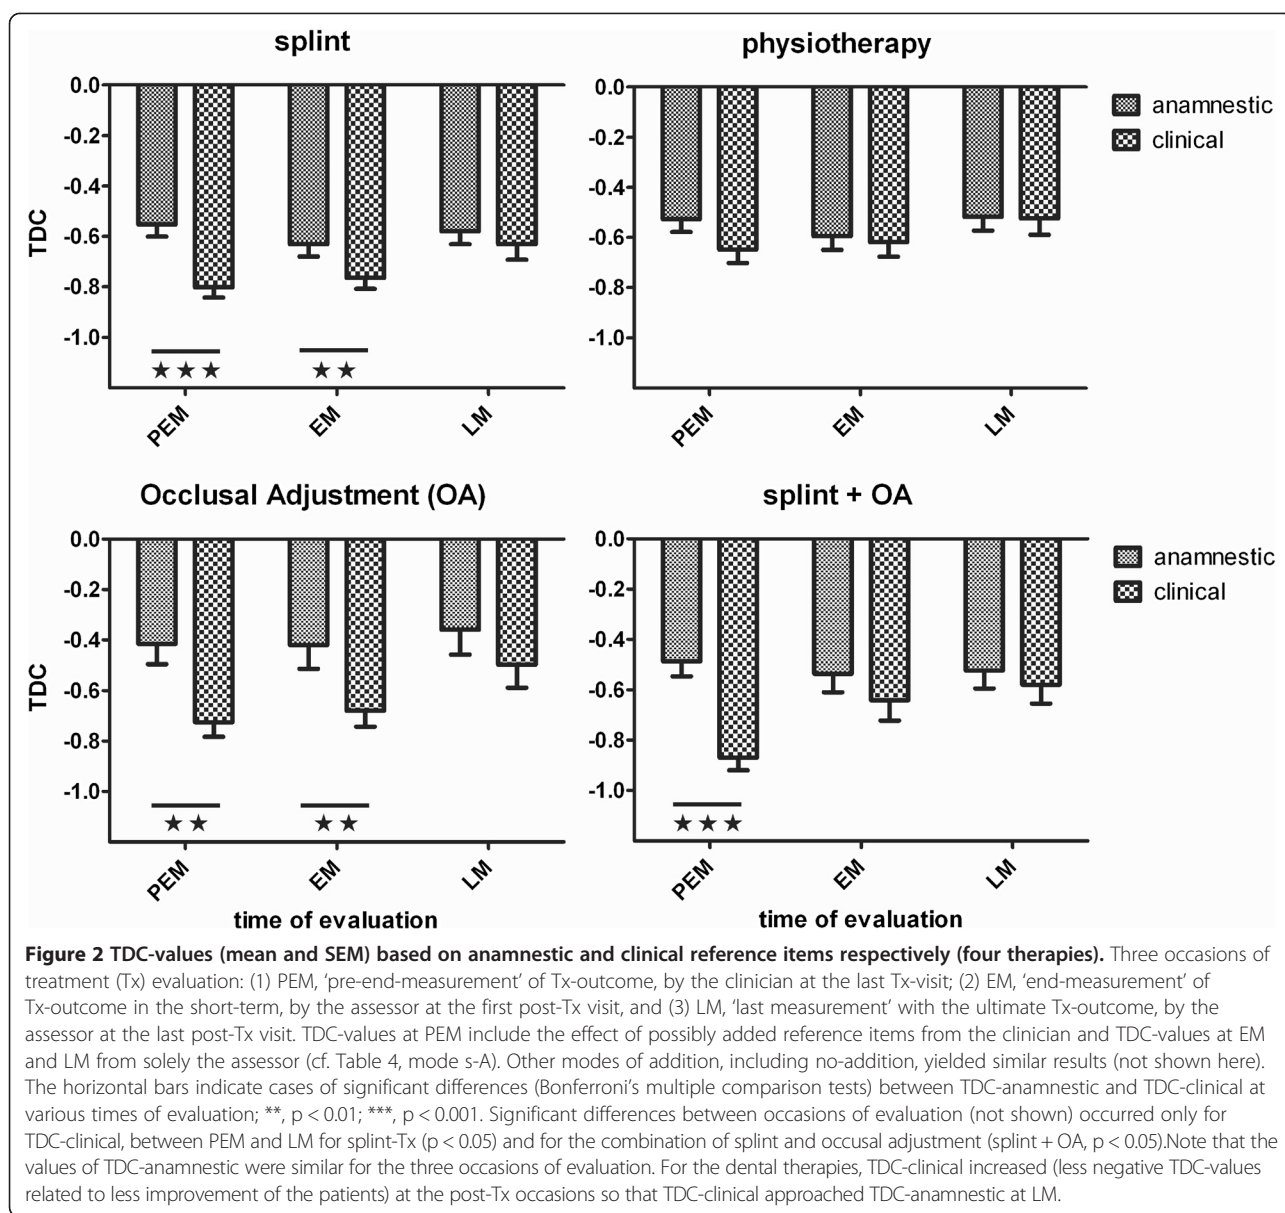 splint
physiotherapy
0.0
-0.2
-0.4
-0.6
-0.8
-1.0
TDC
★★★
★★
PEM
EM
LM
0.0
-0.2
-0.4
-0.6
-0.8
-1.0
PEM
EM
LM
anamnestic
clinical
Occlusal Adjustment (OA)
splint + OA
0.0
-0.2
-0.4
-0.6
-0.8
-1.0
TDC
★★
★★
PEM
EM
LM
time of evaluation
0.0
-0.2
-0.4
-0.6
-0.8
-1.0
★★★
PEM
EM
LM
time of evaluation
anamnestic
clinical
Figure 2 TDC-values (mean and SEM) based on anamnestic and clinical reference items respectively (four therapies). Three occasions of
treatment (Tx) evaluation: (1) PEM, ‘pre-end-measurement’ of Tx-outcome, by the clinician at the last Tx-visit; (2) EM, ‘end-measurement’ of
Tx-outcome in the short-term, by the assessor at the first post-Tx visit, and (3) LM, ‘last measurement’ with the ultimate Tx-outcome, by the
assessor at the last post-Tx visit. TDC-values at PEM include the effect of possibly added reference items from the clinician and TDC-values at EM
and LM from solely the assessor (cf. Table 4, mode s-A). Other modes of addition, including no-addition, yielded similar results (not shown here).
The horizontal bars indicate cases of significant differences (Bonferroni’s multiple comparison tests) between TDC-anamnestic and TDC-clinical at
various times of evaluation; **, p < 0.01; ***, p < 0.001. Significant differences between occasions of evaluation (not shown) occurred only for
TDC-clinical, between PEM and LM for splint-Tx (p < 0.05) and for the combination of splint and occusal adjustment (splint + OA, p < 0.05).Note that the
values of TDC-anamnestic were similar for the three occasions of evaluation. For the dental therapies, TDC-clinical increased (less negative TDC-values
related to less improvement of the patients) at the post-Tx occasions so that TDC-clinical approached TDC-anamnestic at LM.